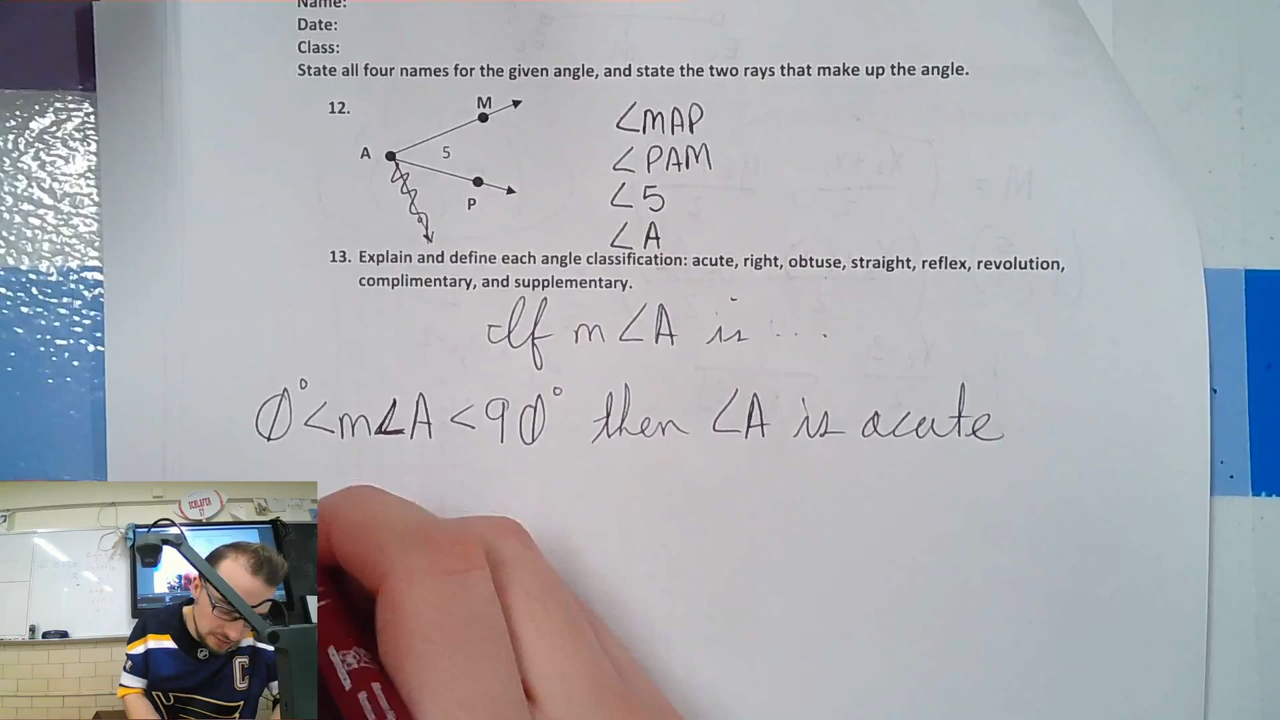 Name:
Date:
Class:
State all four names for the given angle, and state the two rays that make up the angle.
12.
M
A
5
P
∠MAP
∠PAM
∠5
∠A
13. Explain and define each angle classification: acute, right, obtuse, straight, reflex, revolution,
complimentary, and supplementary.
If m∠A is ...
0° < m∠A < 90° then ∠A is acute
C